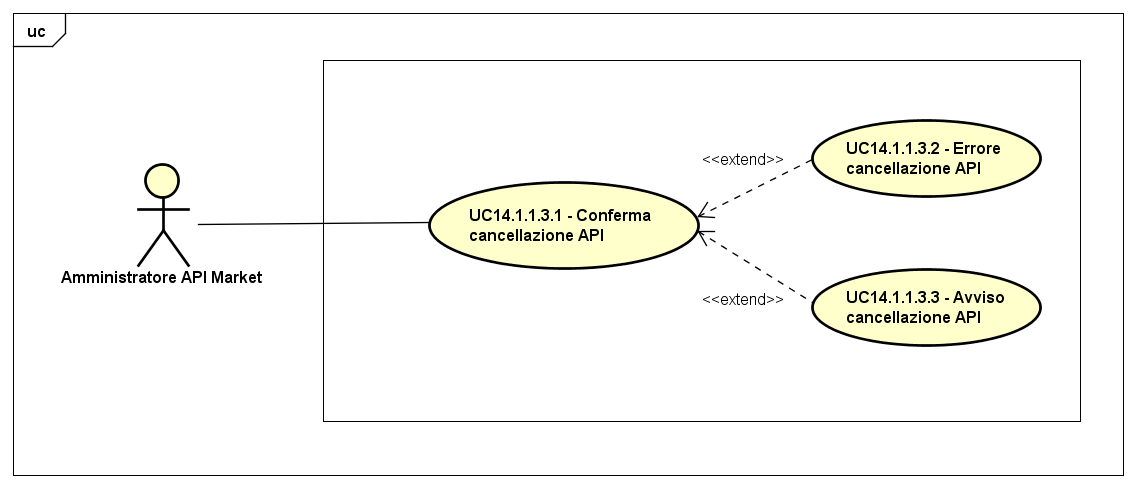 uc
Amministratore API Market
UC14.1.1.3.1 - Conferma
cancellazione API
<<extend>>
<<extend>>
UC14.1.1.3.2 - Errore
cancellazione API
UC14.1.1.3.3 - Avviso
cancellazione API